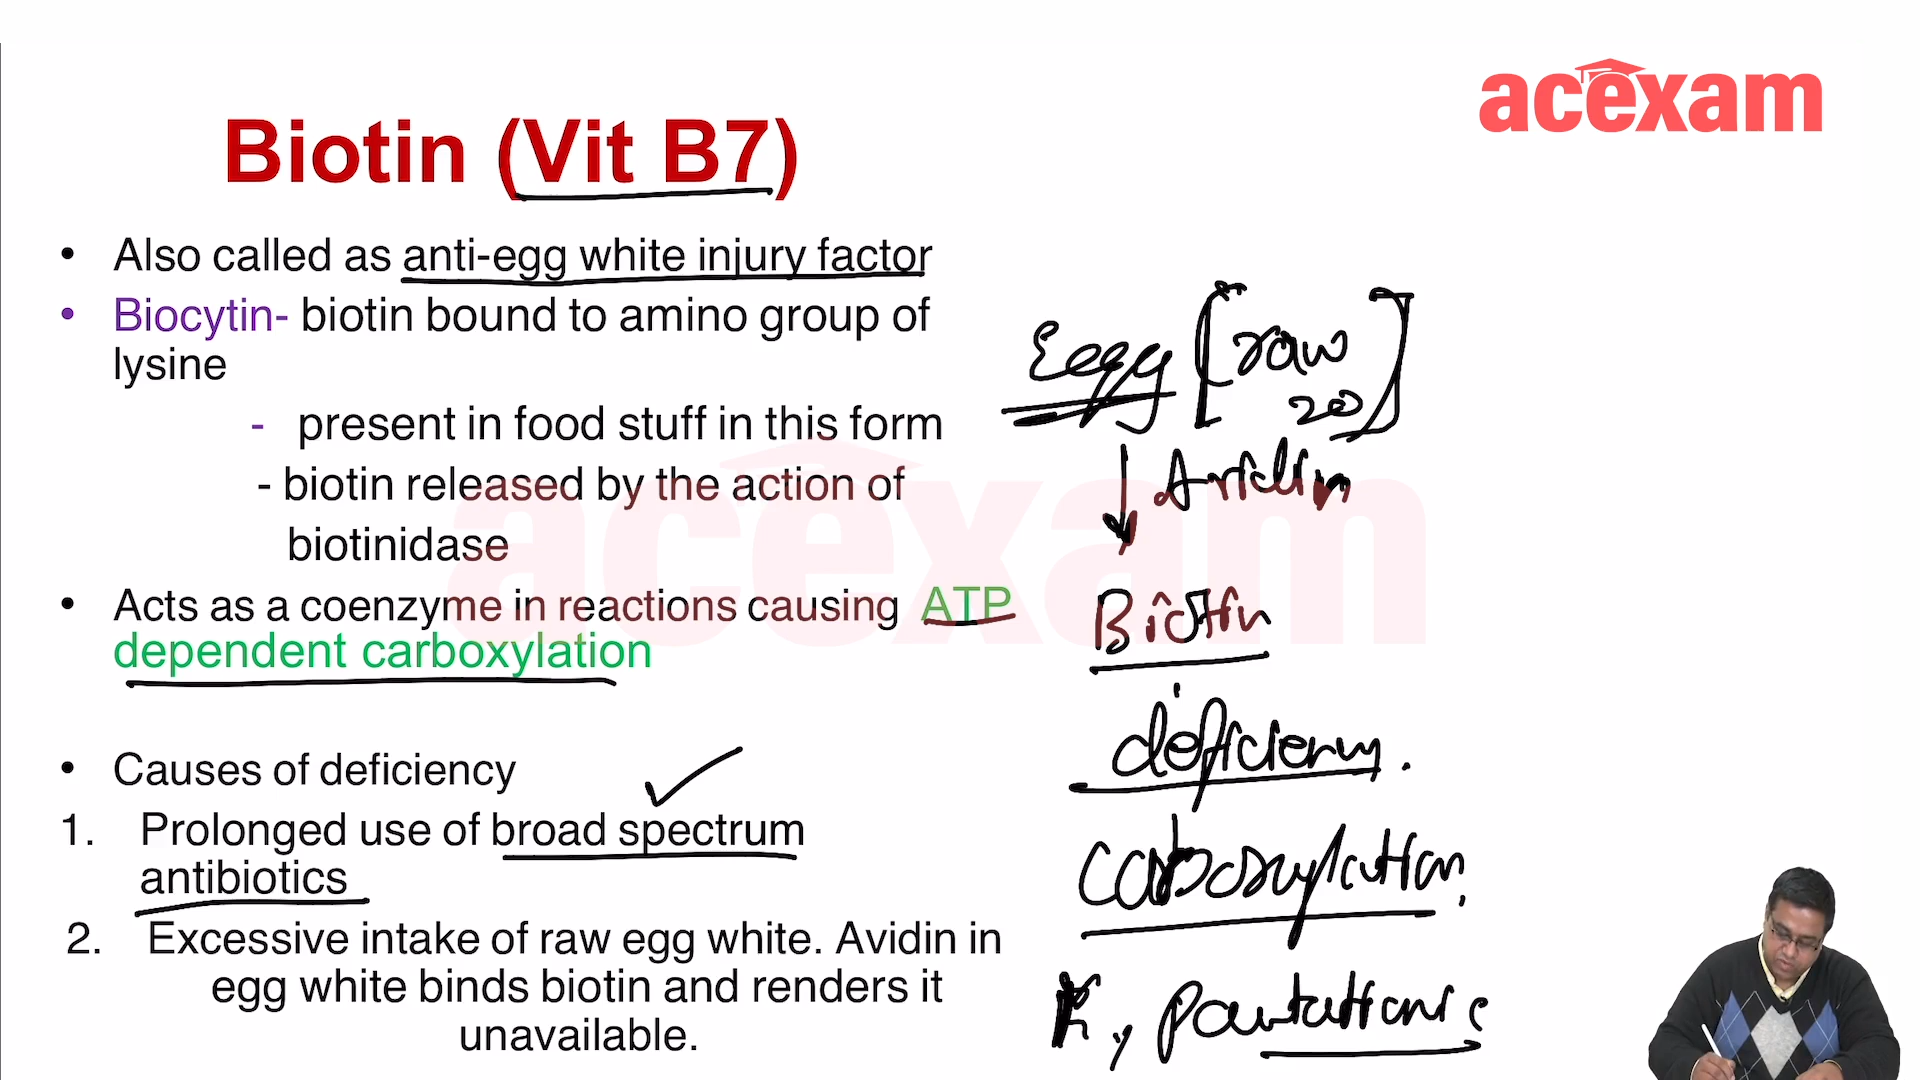 acexam
Biotin (Vit B7)
• Also called as anti-egg white injury factor
• Biocytin- biotin bound to amino group of
lysine
- present in food stuff in this form
- biotin released by the action of
biotinidase
• Acts as a coenzyme in reactions causing ATP
dependent carboxylation
• Causes of deficiency
1. Prolonged use of broad spectrum
antibiotics
2. Excessive intake of raw egg white. Avidin in
egg white binds biotin and renders it
unavailable.
Egg [raw
20]
Avidin
Biotin
deficiency.
carboxylation,
K,
acexam